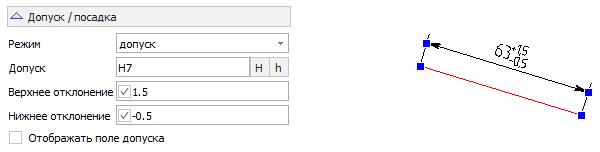 Допуск / посадка
Режим допуск
Допуск H7 H h
Верхнее отклонение 1.5
Нижнее отклонение -0.5
Отображать поле допуска
63 +1,5 -0.5